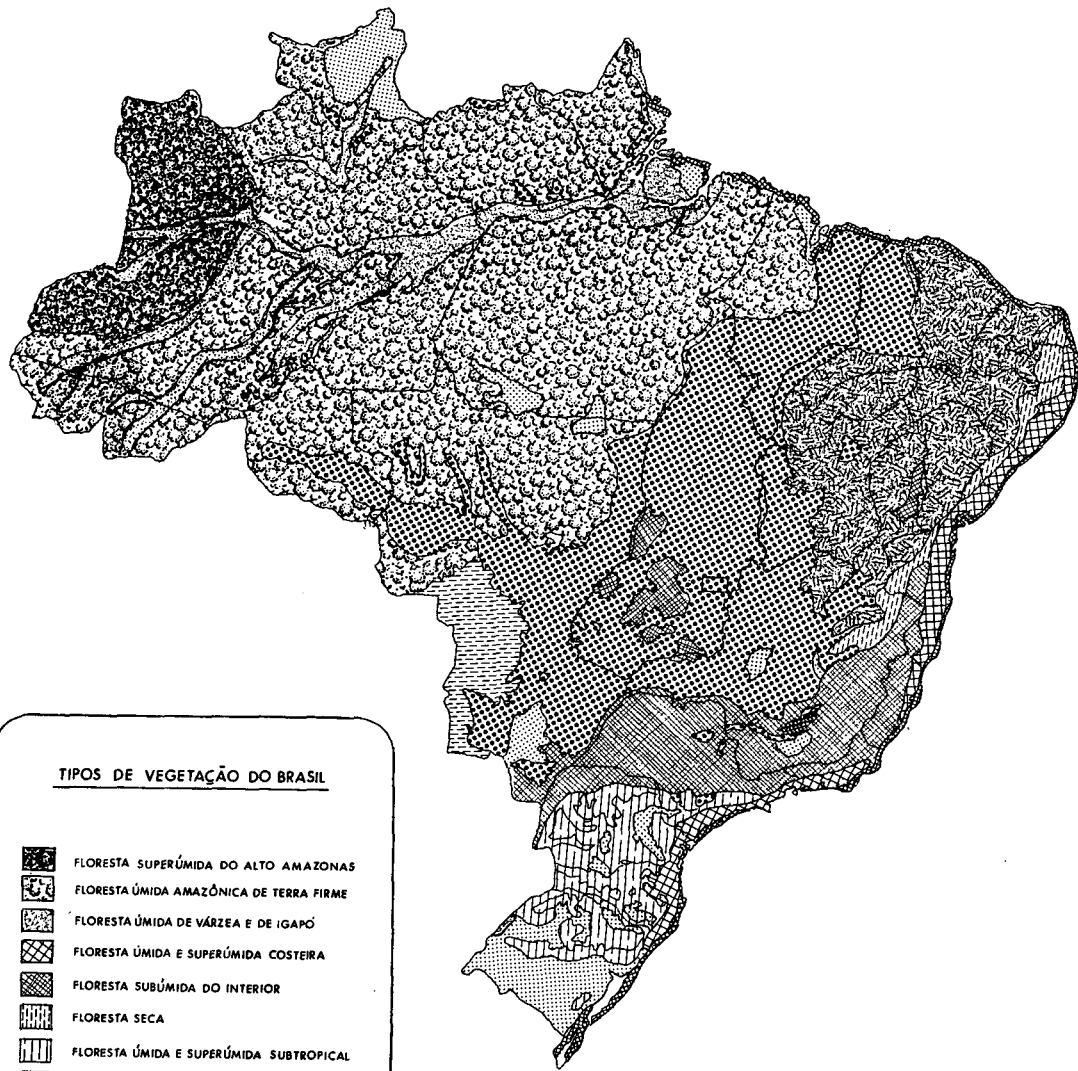 TIPOS DE VEGETAÇÃO DO BRASIL
FLORESTA SUPERÚMIDA DO ALTO AMAZONAS
FLORESTA ÚMIDA AMAZÔNICA DE TERRA FIRME
FLORESTA ÚMIDA DE VÁRZEA E DE IGAPÓ
FLORESTA ÚMIDA E SUPERÚMIDA COSTEIRA
FLORESTA SUBÚMIDA DO INTERIOR
FLORESTA SECA
FLORESTA ÚMIDA E SUPERÚMIDA SUBTROPICAL